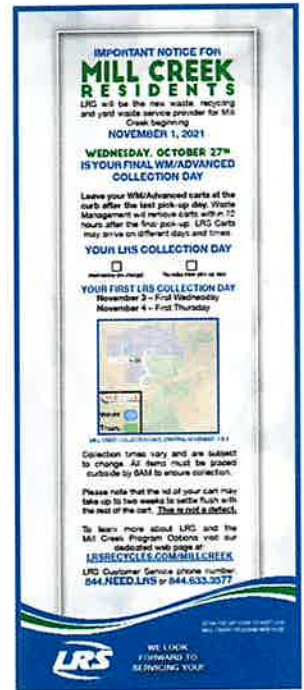 IMPORTANT NOTICE FOR
MILL CREEK
RESIDENTS
LRS will be the new waste, recycling
and yard waste service provider for Mill
Creek beginning
NOVEMBER 1, 2021
WEDNESDAY, OCTOBER 27TH
IS YOUR FINAL WM/ADVANCED
COLLECTION DAY
Leave your WM/Advanced carts at the
curb after the last pick-up day. Waste
Management will remove carts within 72
hours after the final pick-up. LRS Carts
may arrive on different days and times.
YOUR LRS COLLECTION DAY
YOUR FIRST LRS COLLECTION DAY
November 3 – First Wednesday
November 4 – First Thursday
Collection times vary and are subject
to change. All items must be placed
curbside by 6AM to ensure collection.
Please note that the lid of your cart may
take up to two weeks to settle flush with
the rest of the cart. This is not a defect.
To learn more about LRS and the
Mill Creek Program Options visit our
dedicated web page at:
LRSRECYCLES.COM/MILLCREEK
LRS Customer Service phone number:
844.NEED.LRS or 844.633.3577
LRS
WE LOOK
FORWARD TO
SERVICING YOU!